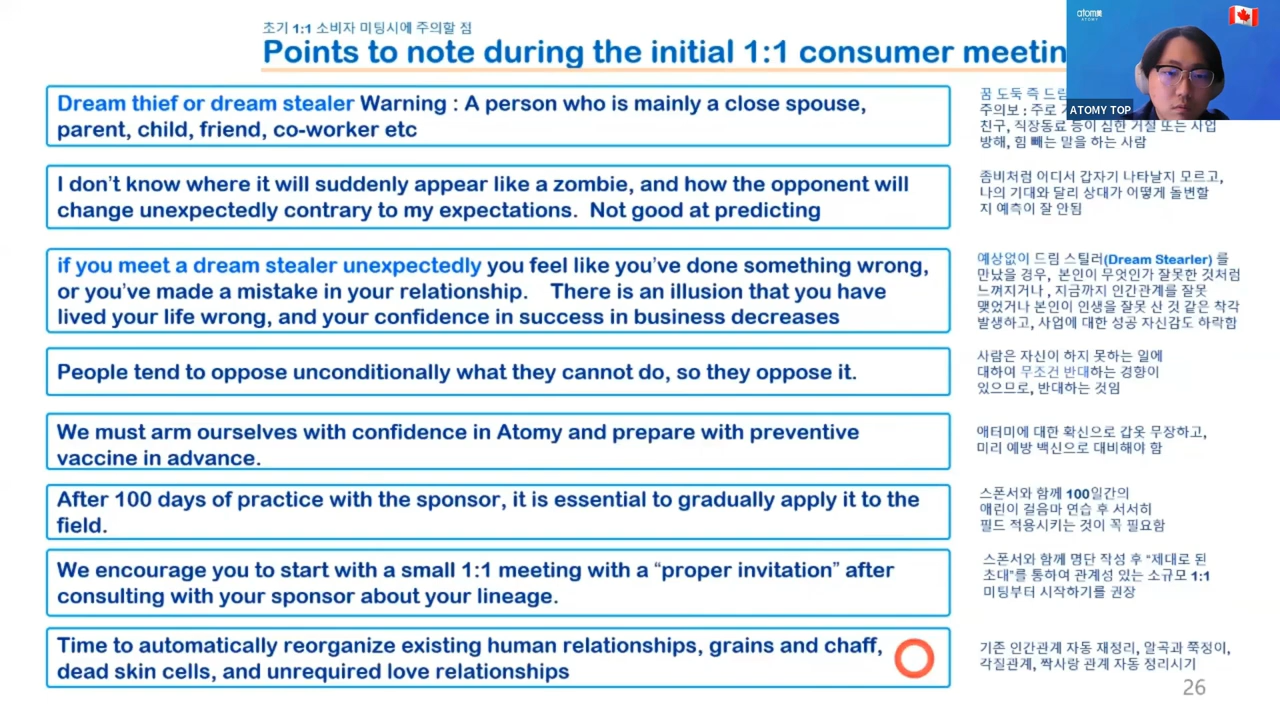 초기 1:1 소비자 미팅시에 주의할 점
Points to note during the initial 1:1 consumer meetin
atom美
ATOMY
ATOMY TOP
Dream thief or dream stealer Warning : A person who is mainly a close spouse,
parent, child, friend, co-worker etc
꿈 도둑 즉 드림
주의보 : 주로
친구, 직장동료 등이 심한 거절 또는 사업
방해, 힘 빼는 말을 하는 사람
I don’t know where it will suddenly appear like a zombie, and how the opponent will
change unexpectedly contrary to my expectations. Not good at predicting
좀비처럼 어디서 갑자기 나타날지 모르고,
나의 기대와 달리 상대가 어떻게 돌변할
지 예측이 잘 안됨
if you meet a dream stealer unexpectedly you feel like you’ve done something wrong,
or you’ve made a mistake in your relationship. There is an illusion that you have
lived your life wrong, and your confidence in success in business decreases
예상없이 드림 스틸러(Dream Stearler) 를
만났을 경우, 본인이 무엇인가 잘못한 것처럼
느껴지거나 , 지금까지 인간관계를 잘못
맺었거나 본인이 인생을 잘못 산 것 같은 착각
발생하고, 사업에 대한 성공 자신감도 하락함
People tend to oppose unconditionally what they cannot do, so they oppose it.
사람은 자신이 하지 못하는 일에
대하여 무조건 반대하는 경향이
있으므로, 반대하는 것임
We must arm ourselves with confidence in Atomy and prepare with preventive
vaccine in advance.
애터미에 대한 확신으로 갑옷 무장하고,
미리 예방 백신으로 대비해야 함
After 100 days of practice with the sponsor, it is essential to gradually apply it to the
field.
스폰서와 함께 100일간의
애린이 걸음마 연습 후 서서히
필드 적용시키는 것이 꼭 필요함
We encourage you to start with a small 1:1 meeting with a “proper invitation” after
consulting with your sponsor about your lineage.
스폰서와 함께 명단 작성 후 “제대로 된
초대”를 통하여 관계성 있는 소규모 1:1
미팅부터 시작하기를 권장
Time to automatically reorganize existing human relationships, grains and chaff,
dead skin cells, and unrequired love relationships
기존 인간관계 자동 재정리, 알곡과 쭉정이,
각질관계, 짝사랑 관계 자동 정리시기
26